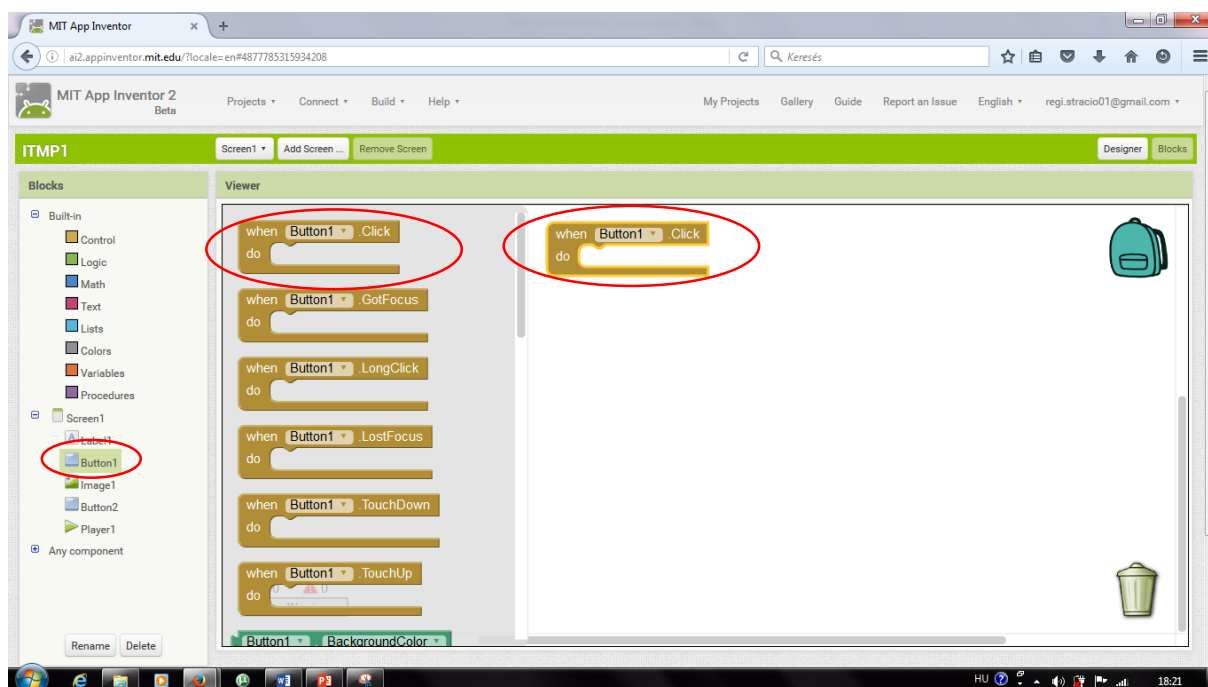 MIT App Inventor
ai2.appinventor.mit.edu/?locale=en#4877785315934208
Keresés
MIT App Inventor 2
Beta
Projects
Connect
Build
Help
My Projects
Gallery
Guide
Report an Issue
English
regi.stracio01@gmail.com
ITMP1
Screen1
Add Screen ...
Remove Screen
Designer
Blocks
Blocks
Viewer
Built-in
Control
Logic
Math
Text
Lists
Colors
Variables
Procedures
Screen1
Label1
Button1
Image1
Button2
Player1
Any component
Rename
Delete
when Button1 .Click
do
when Button1 .GotFocus
do
when Button1 .LongClick
do
when Button1 .LostFocus
do
when Button1 .TouchDown
do
when Button1 .TouchUp
do
0 0
Button1 . BackgroundColor
when Button1 .Click
do
HU
18:21